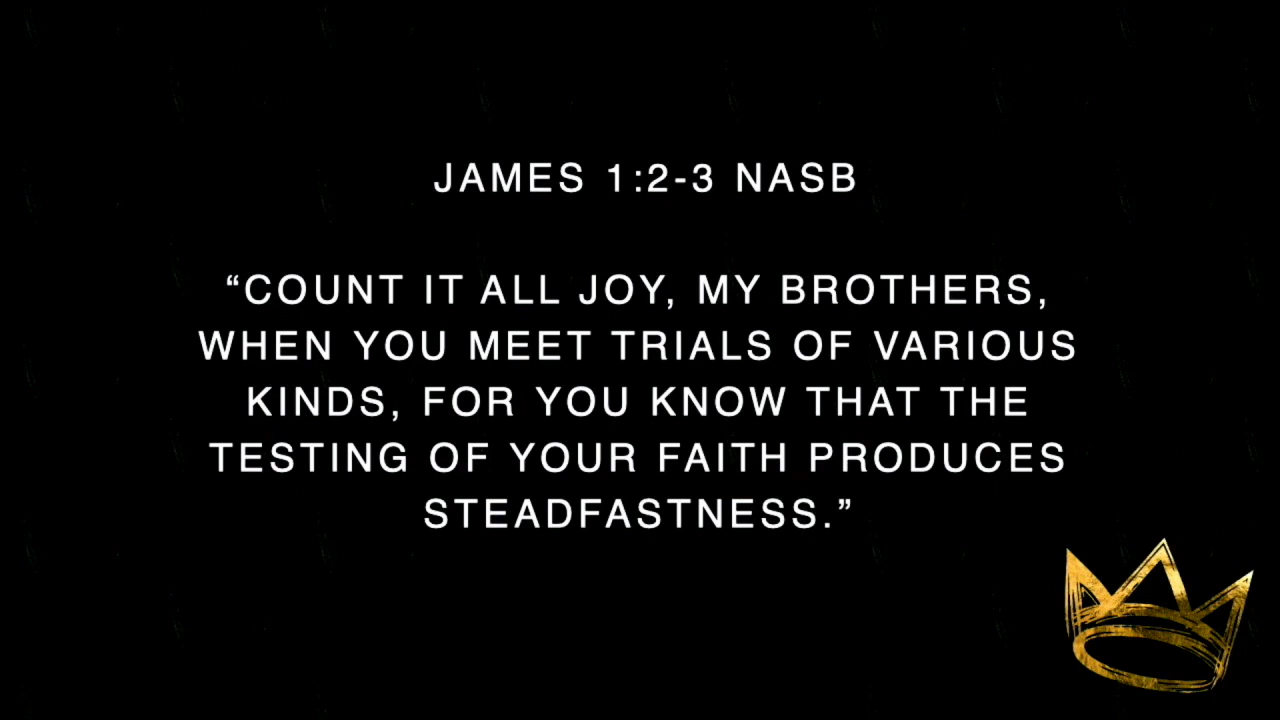 JAMES 1:2-3 NASB
“COUNT IT ALL JOY, MY BROTHERS,
WHEN YOU MEET TRIALS OF VARIOUS
KINDS, FOR YOU KNOW THAT THE
TESTING OF YOUR FAITH PRODUCES
STEADFASTNESS.”